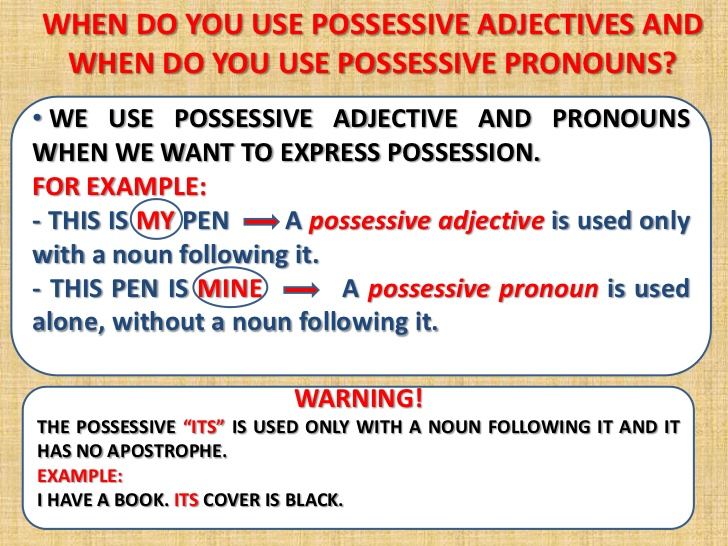 WHEN DO YOU USE POSSESSIVE ADJECTIVES AND
WHEN DO YOU USE POSSESSIVE PRONOUNS?
• WE USE POSSESSIVE ADJECTIVE AND PRONOUNS
WHEN WE WANT TO EXPRESS POSSESSION.
FOR EXAMPLE:
- THIS IS MY PEN A possessive adjective is used only
with a noun following it.
- THIS PEN IS MINE A possessive pronoun is used
alone, without a noun following it.
WARNING!
THE POSSESSIVE “ITS” IS USED ONLY WITH A NOUN FOLLOWING IT AND IT
HAS NO APOSTROPHE.
EXAMPLE:
I HAVE A BOOK. ITS COVER IS BLACK.